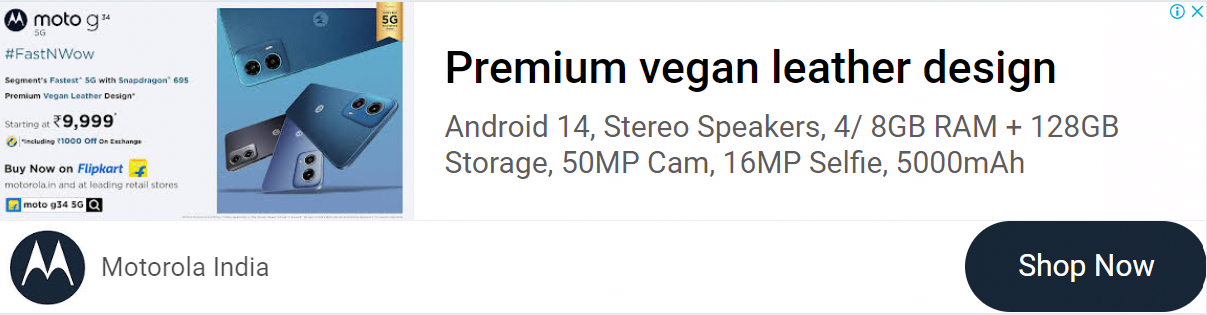 moto g34
5G
#FastNWow
Segment's Fastest* 5G with Snapdragon® 695
Premium Vegan Leather Design*
Starting at ₹9,999*
*Including ₹1000 Off On Exchange
Buy Now on Flipkart
motorola.in and at leading retail stores
moto g34 5G
5G
Premium vegan leather design
Android 14, Stereo Speakers, 4/ 8GB RAM + 128GB
Storage, 50MP Cam, 16MP Selfie, 5000mAh
Motorola India
Shop Now